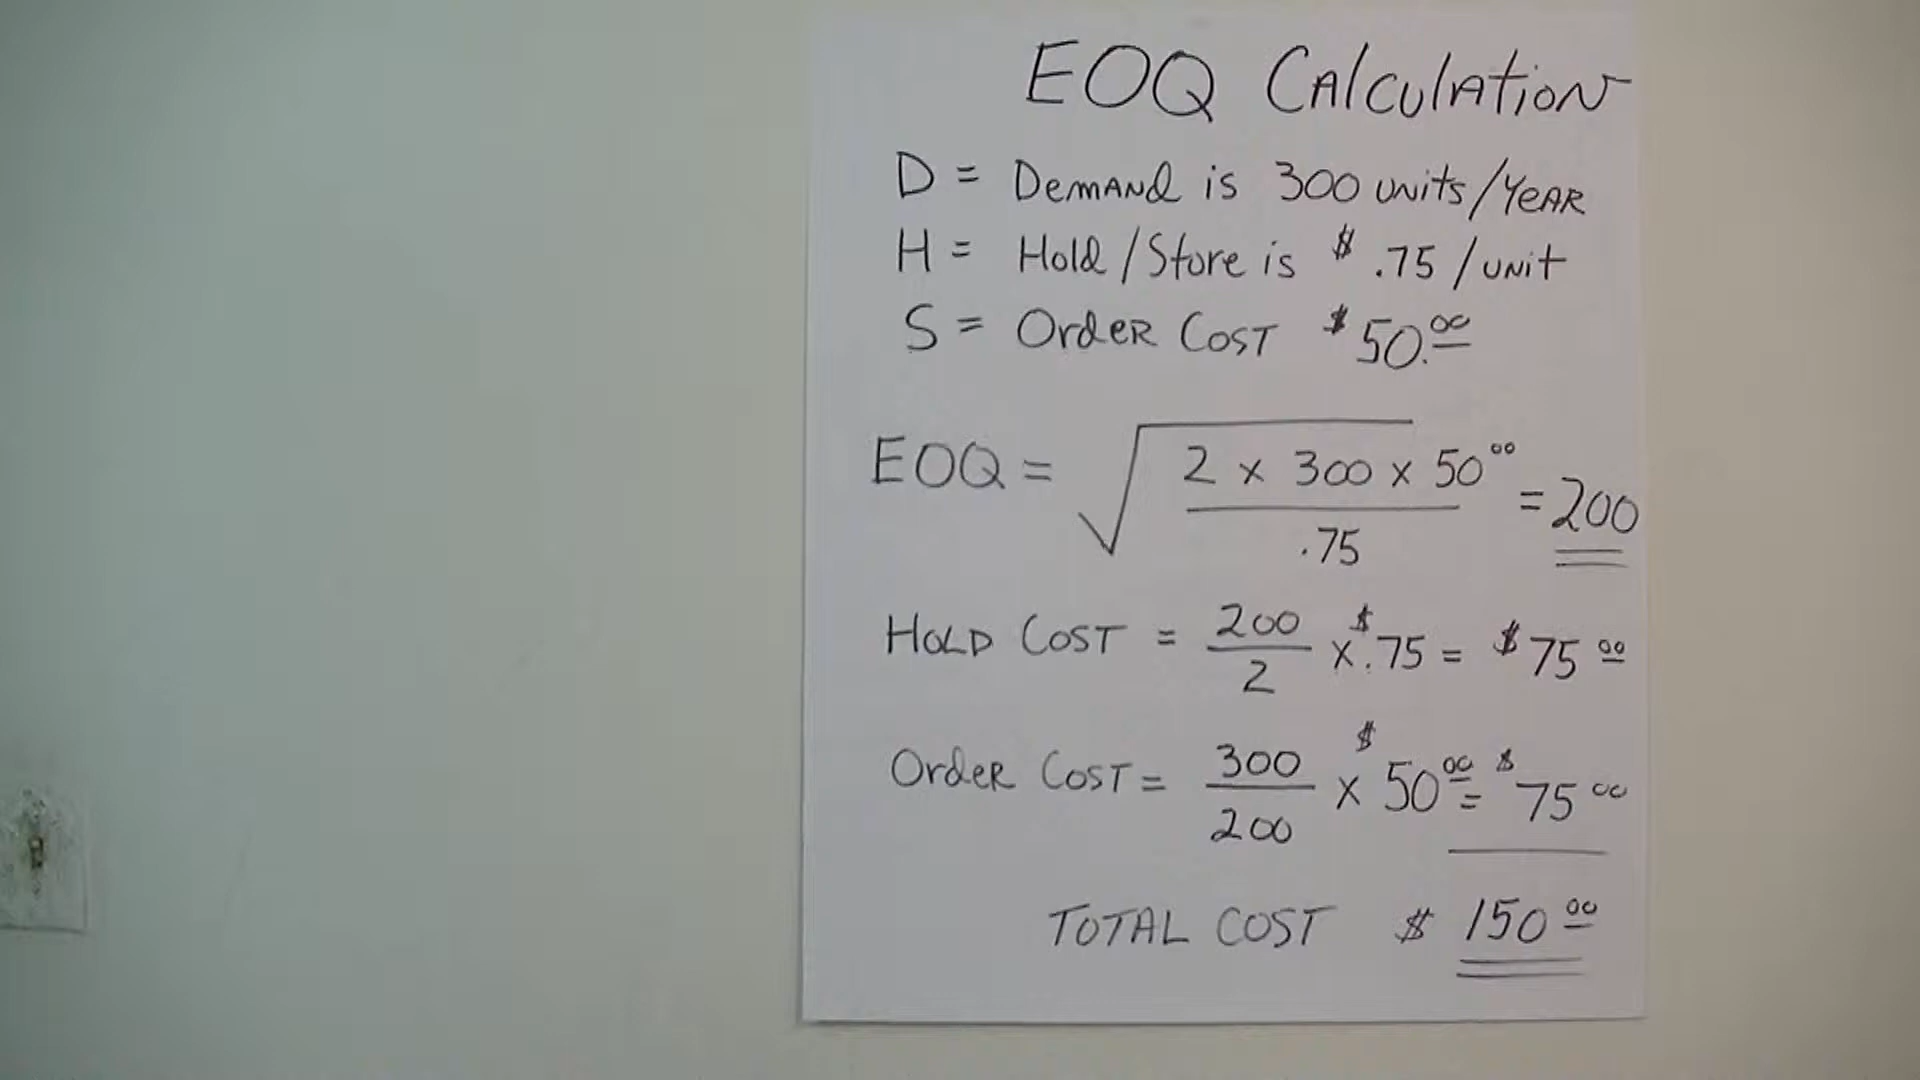 EOQ Calculation
D = Demand is 300 units/Year
H = Hold/Store is $ .75/unit
S = Order Cost $50.00
EOQ = √ 2 x 300 x 50 00 = 200
.75
Hold Cost = 200 x $.75 = $75 00
2
Order Cost = 300 x $50 00 = $75 00
200
Total Cost $ 150 00